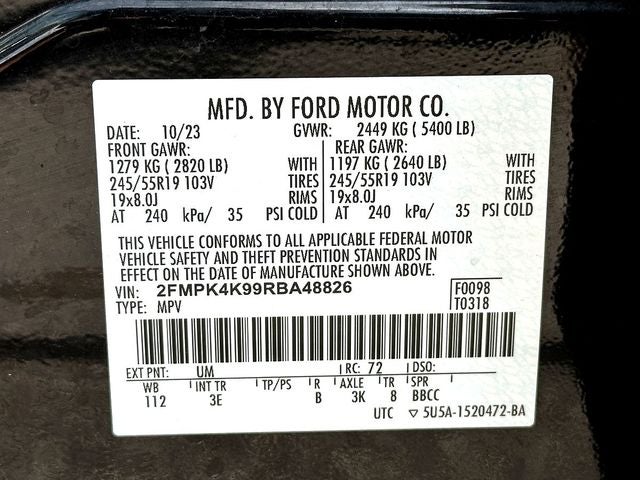 MFD. BY FORD MOTOR CO.
DATE: 10/23 GVWR: 2449 KG ( 5400 LB)
FRONT GAWR: REAR GAWR:
1279 KG ( 2820 LB) WITH 1197 KG ( 2640 LB) WITH
245/55R19 103V TIRES 245/55R19 103V TIRES
19x8.0J RIMS 19x8.0J RIMS
AT 240 kPa/ 35 PSI COLD AT 240 kPa/ 35 PSI COLD
THIS VEHICLE CONFORMS TO ALL APPLICABLE FEDERAL MOTOR
VEHICLE SAFETY AND THEFT PREVENTION STANDARDS IN
EFFECT ON THE DATE OF MANUFACTURE SHOWN ABOVE.
VIN: 2FMPK4K99RBA48826 F0098
TYPE: MPV T0318
EXT PNT: UM RC: 72 DSO:
WB INT TR TP/PS R AXLE TR SPR
112 3E B 3K 8 BBCC
UTC ▽ 5U5A-1520472-BA